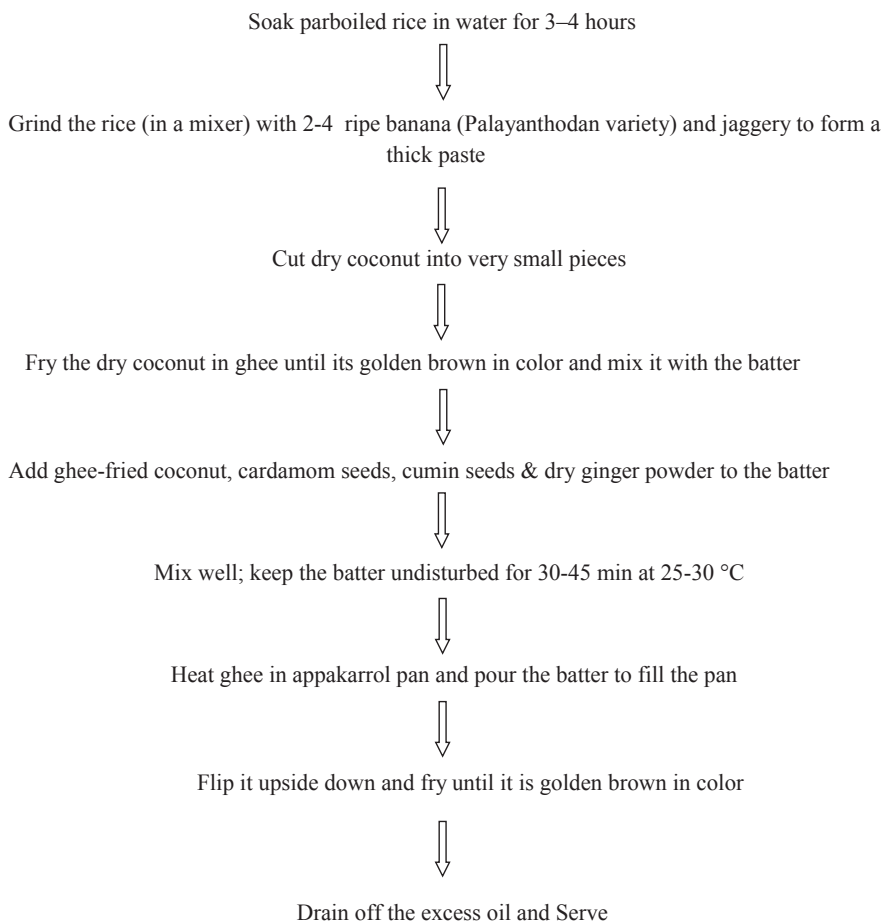 Soak parboiled rice in water for 3–4 hours
Grind the rice (in a mixer) with 2-4 ripe banana (Palayanthodan variety) and jaggery to form a
thick paste
Cut dry coconut into very small pieces
Fry the dry coconut in ghee until its golden brown in color and mix it with the batter
Add ghee-fried coconut, cardamom seeds, cumin seeds & dry ginger powder to the batter
Mix well; keep the batter undisturbed for 30-45 min at 25-30 °C
Heat ghee in appakarrol pan and pour the batter to fill the pan
Flip it upside down and fry until it is golden brown in color
Drain off the excess oil and Serve